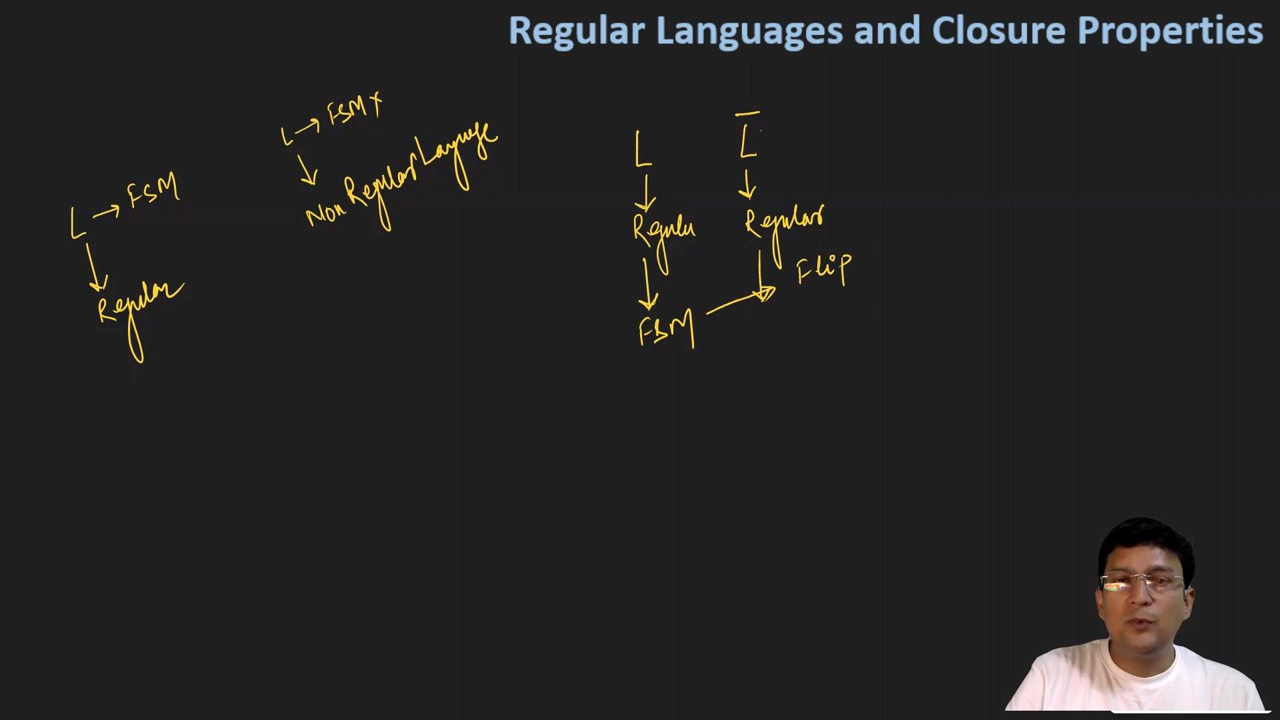 Regular Languages and Closure Properties
L → FSM
Regular
L → FSM x
Non Regular Language
L
Regular
FSM
L̅
Regular
Flip